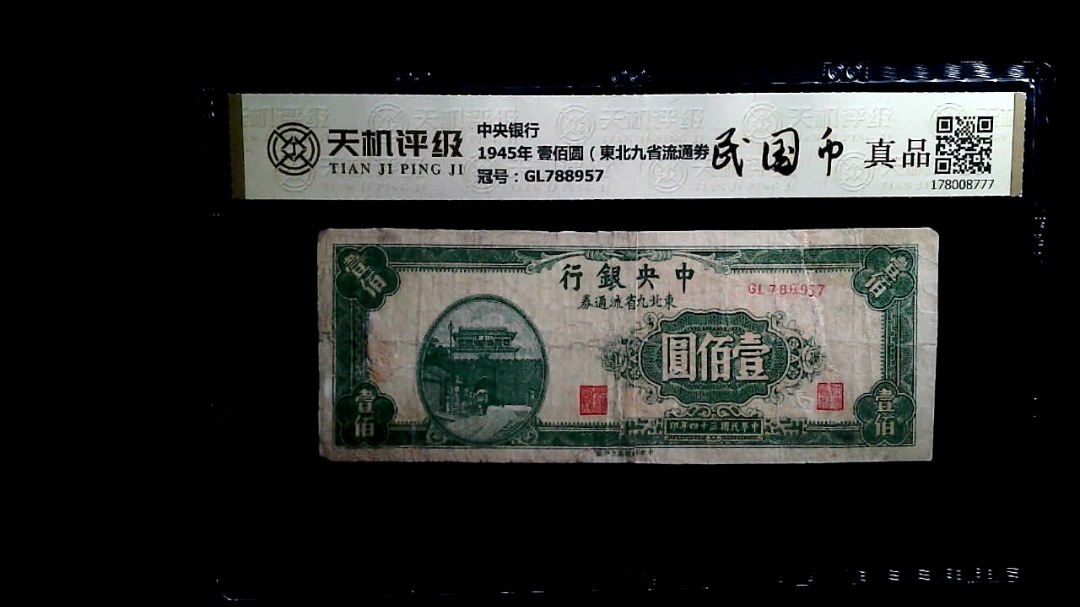 天机评级
TIAN JI PING JI
中央银行
1945年 壹佰圆（東北九省流通券
冠号：GL788957
民国币
真品
178008777
壹佰
壹佰
行銀央中
券通流省九北東
GL 788957
圓佰壹
印年四十三國民華中
壹佰
壹佰